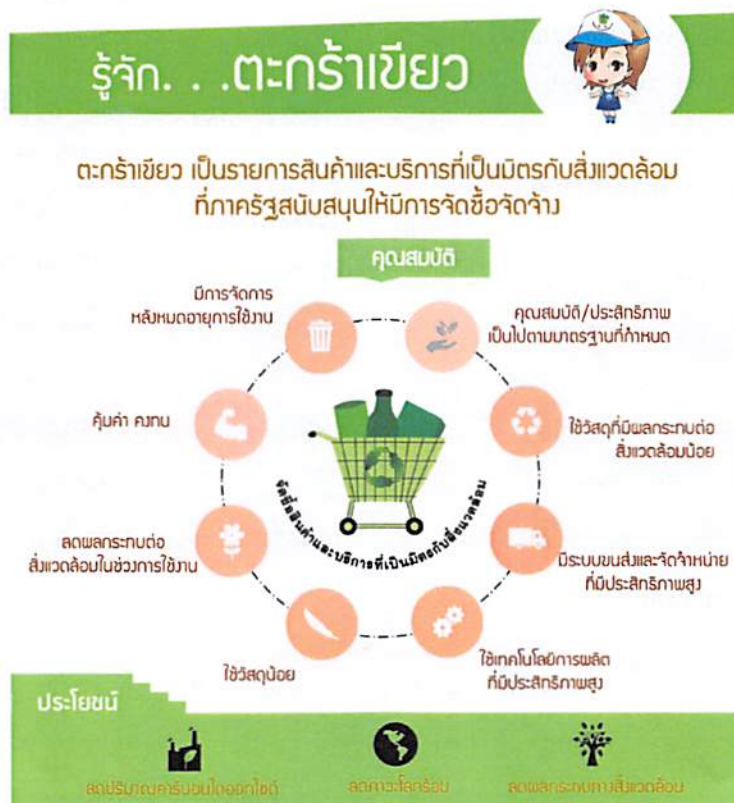 รู้จัก. . .ตะกร้าเขียว
ตะกร้าเขียว เป็นรายการสินค้าและบริการที่เป็นมิตรกับสิ่งแวดล้อม
ที่ภาครัฐสนับสนุนให้มีการจัดซื้อจัดจ้าง
คุณสมบัติ
มีการจัดการ
หลังหมดอายุการใช้งาน
คุณสมบัติ/ประสิทธิภาพ
เป็นไปตามมาตรฐานที่กำหนด
คุ้มค่า คงทน
ใช้วัสดุที่มีผลกระทบต่อ
สิ่งแวดล้อมน้อย
จัดซื้อสินค้าและบริการที่เป็นมิตรกับสิ่งแวดล้อม
ลดผลกระทบต่อ
สิ่งแวดล้อมในช่วงการใช้งาน
มีระบบขนส่งและจัดจำหน่าย
ที่มีประสิทธิภาพสูง
ใช้วัสดุน้อย
ใช้เทคโนโลยีการผลิต
ที่มีประสิทธิภาพสูง
ประโยชน์
ลดปริมาณคาร์บอนไดออกไซด์
ลดภาวะโลกร้อน
ลดผลกระทบทางสิ่งแวดล้อม